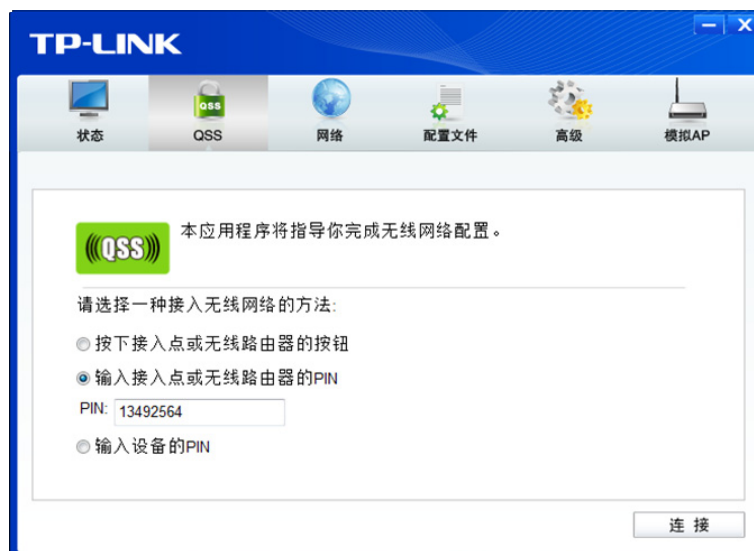 TP-LINK
状态
QSS
QSS
网络
配置文件
高级
模拟AP
QSS
本应用程序将指导你完成无线网络配置。
请选择一种接入无线网络的方法:
按下接入点或无线路由器的按钮
输入接入点或无线路由器的PIN
PIN: 13492564
输入设备的PIN
连 接